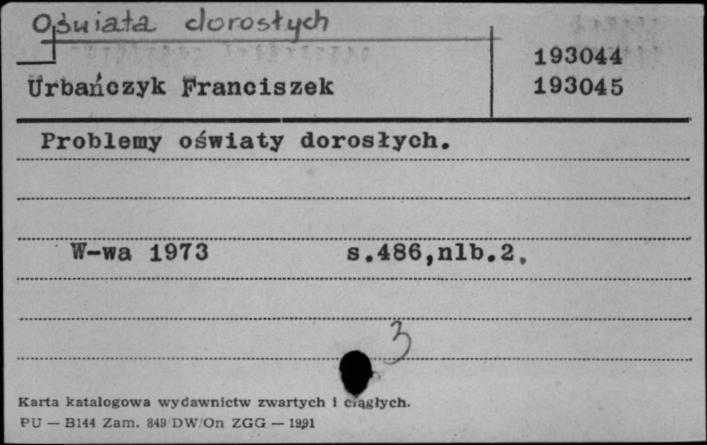 Oświata dorosłych
193044
Urbańczyk Franciszek 193045
Problemy oświaty dorosłych.
W-wa 1973 s.486,nlb.2.
3
Karta katalogowa wydawnictw zwartych i ciągłych.
PU — B144 Zam. 849/DW/On ZGG — 1991